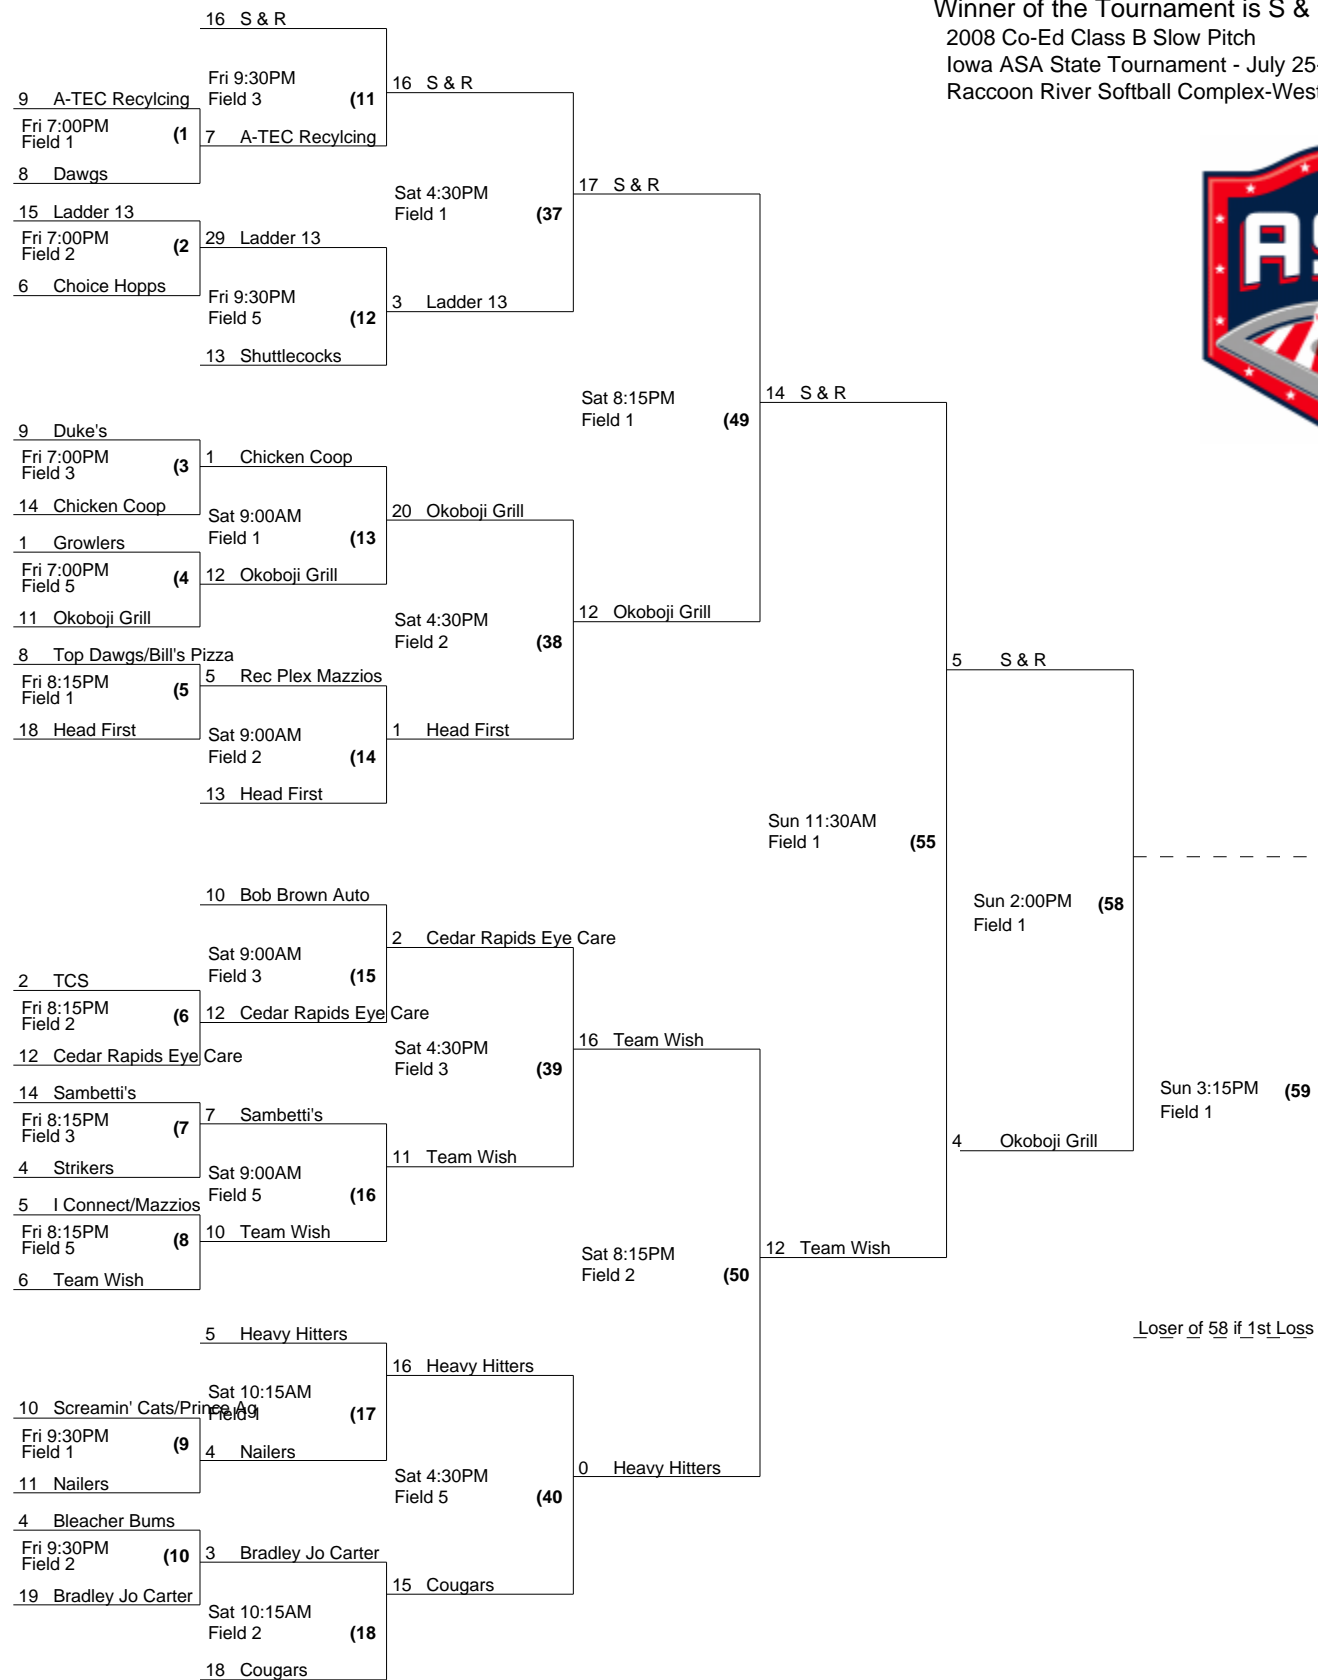 Winner of the Tournament is S &
2008 Co-Ed Class B Slow Pitch
Iowa ASA State Tournament - July 25-
Raccoon River Softball Complex-West
16 S & R
Fri 9:30PM
Field 3 (11
9 A-TEC Recylcing
Fri 7:00PM
Field 1 (1
7 A-TEC Recylcing
8 Dawgs
16 S & R
15 Ladder 13
Fri 7:00PM
Field 2 (2
29 Ladder 13
6 Choice Hopps
Fri 9:30PM
Field 5 (12
13 Shuttlecocks
Sat 4:30PM
Field 1 (37
3 Ladder 13
17 S & R
9 Duke's
Fri 7:00PM
Field 3 (3
1 Chicken Coop
14 Chicken Coop
Sat 9:00AM
Field 1 (13
1 Growlers
Fri 7:00PM
Field 5 (4
12 Okoboji Grill
11 Okoboji Grill
20 Okoboji Grill
8 Top Dawgs/Bill's Pizza
Fri 8:15PM
Field 1 (5
5 Rec Plex Mazzios
18 Head First
Sat 9:00AM
Field 2 (14
13 Head First
Sat 4:30PM
Field 2 (38
1 Head First
12 Okoboji Grill
Sat 8:15PM
Field 1 (49
14 S & R
10 Bob Brown Auto
Sat 9:00AM
Field 3 (15
2 TCS
Fri 8:15PM
Field 2 (6
12 Cedar Rapids Eye Care
12 Cedar Rapids Eye Care
2 Cedar Rapids Eye Care
14 Sambetti's
Fri 8:15PM
Field 3 (7
7 Sambetti's
4 Strikers
Sat 9:00AM
Field 5 (16
5 I Connect/Mazzios
Fri 8:15PM
Field 5 (8
10 Team Wish
6 Team Wish
Sat 4:30PM
Field 3 (39
11 Team Wish
16 Team Wish
5 Heavy Hitters
Sat 10:15AM
Field 1 (17
10 Screamin' Cats/Prince Ag
Fri 9:30PM
Field 1 (9
4 Nailers
11 Nailers
16 Heavy Hitters
4 Bleacher Bums
Fri 9:30PM
Field 2 (10
3 Bradley Jo Carter
19 Bradley Jo Carter
Sat 10:15AM
Field 2 (18
18 Cougars
Sat 4:30PM
Field 5 (40
15 Cougars
0 Heavy Hitters
Sat 8:15PM
Field 2 (50
12 Team Wish
Sun 11:30AM
Field 1 (55
5 S & R
Sun 2:00PM (58
Field 1
4 Okoboji Grill
Sun 3:15PM (59
Field 1
Loser of 58 if 1st Loss